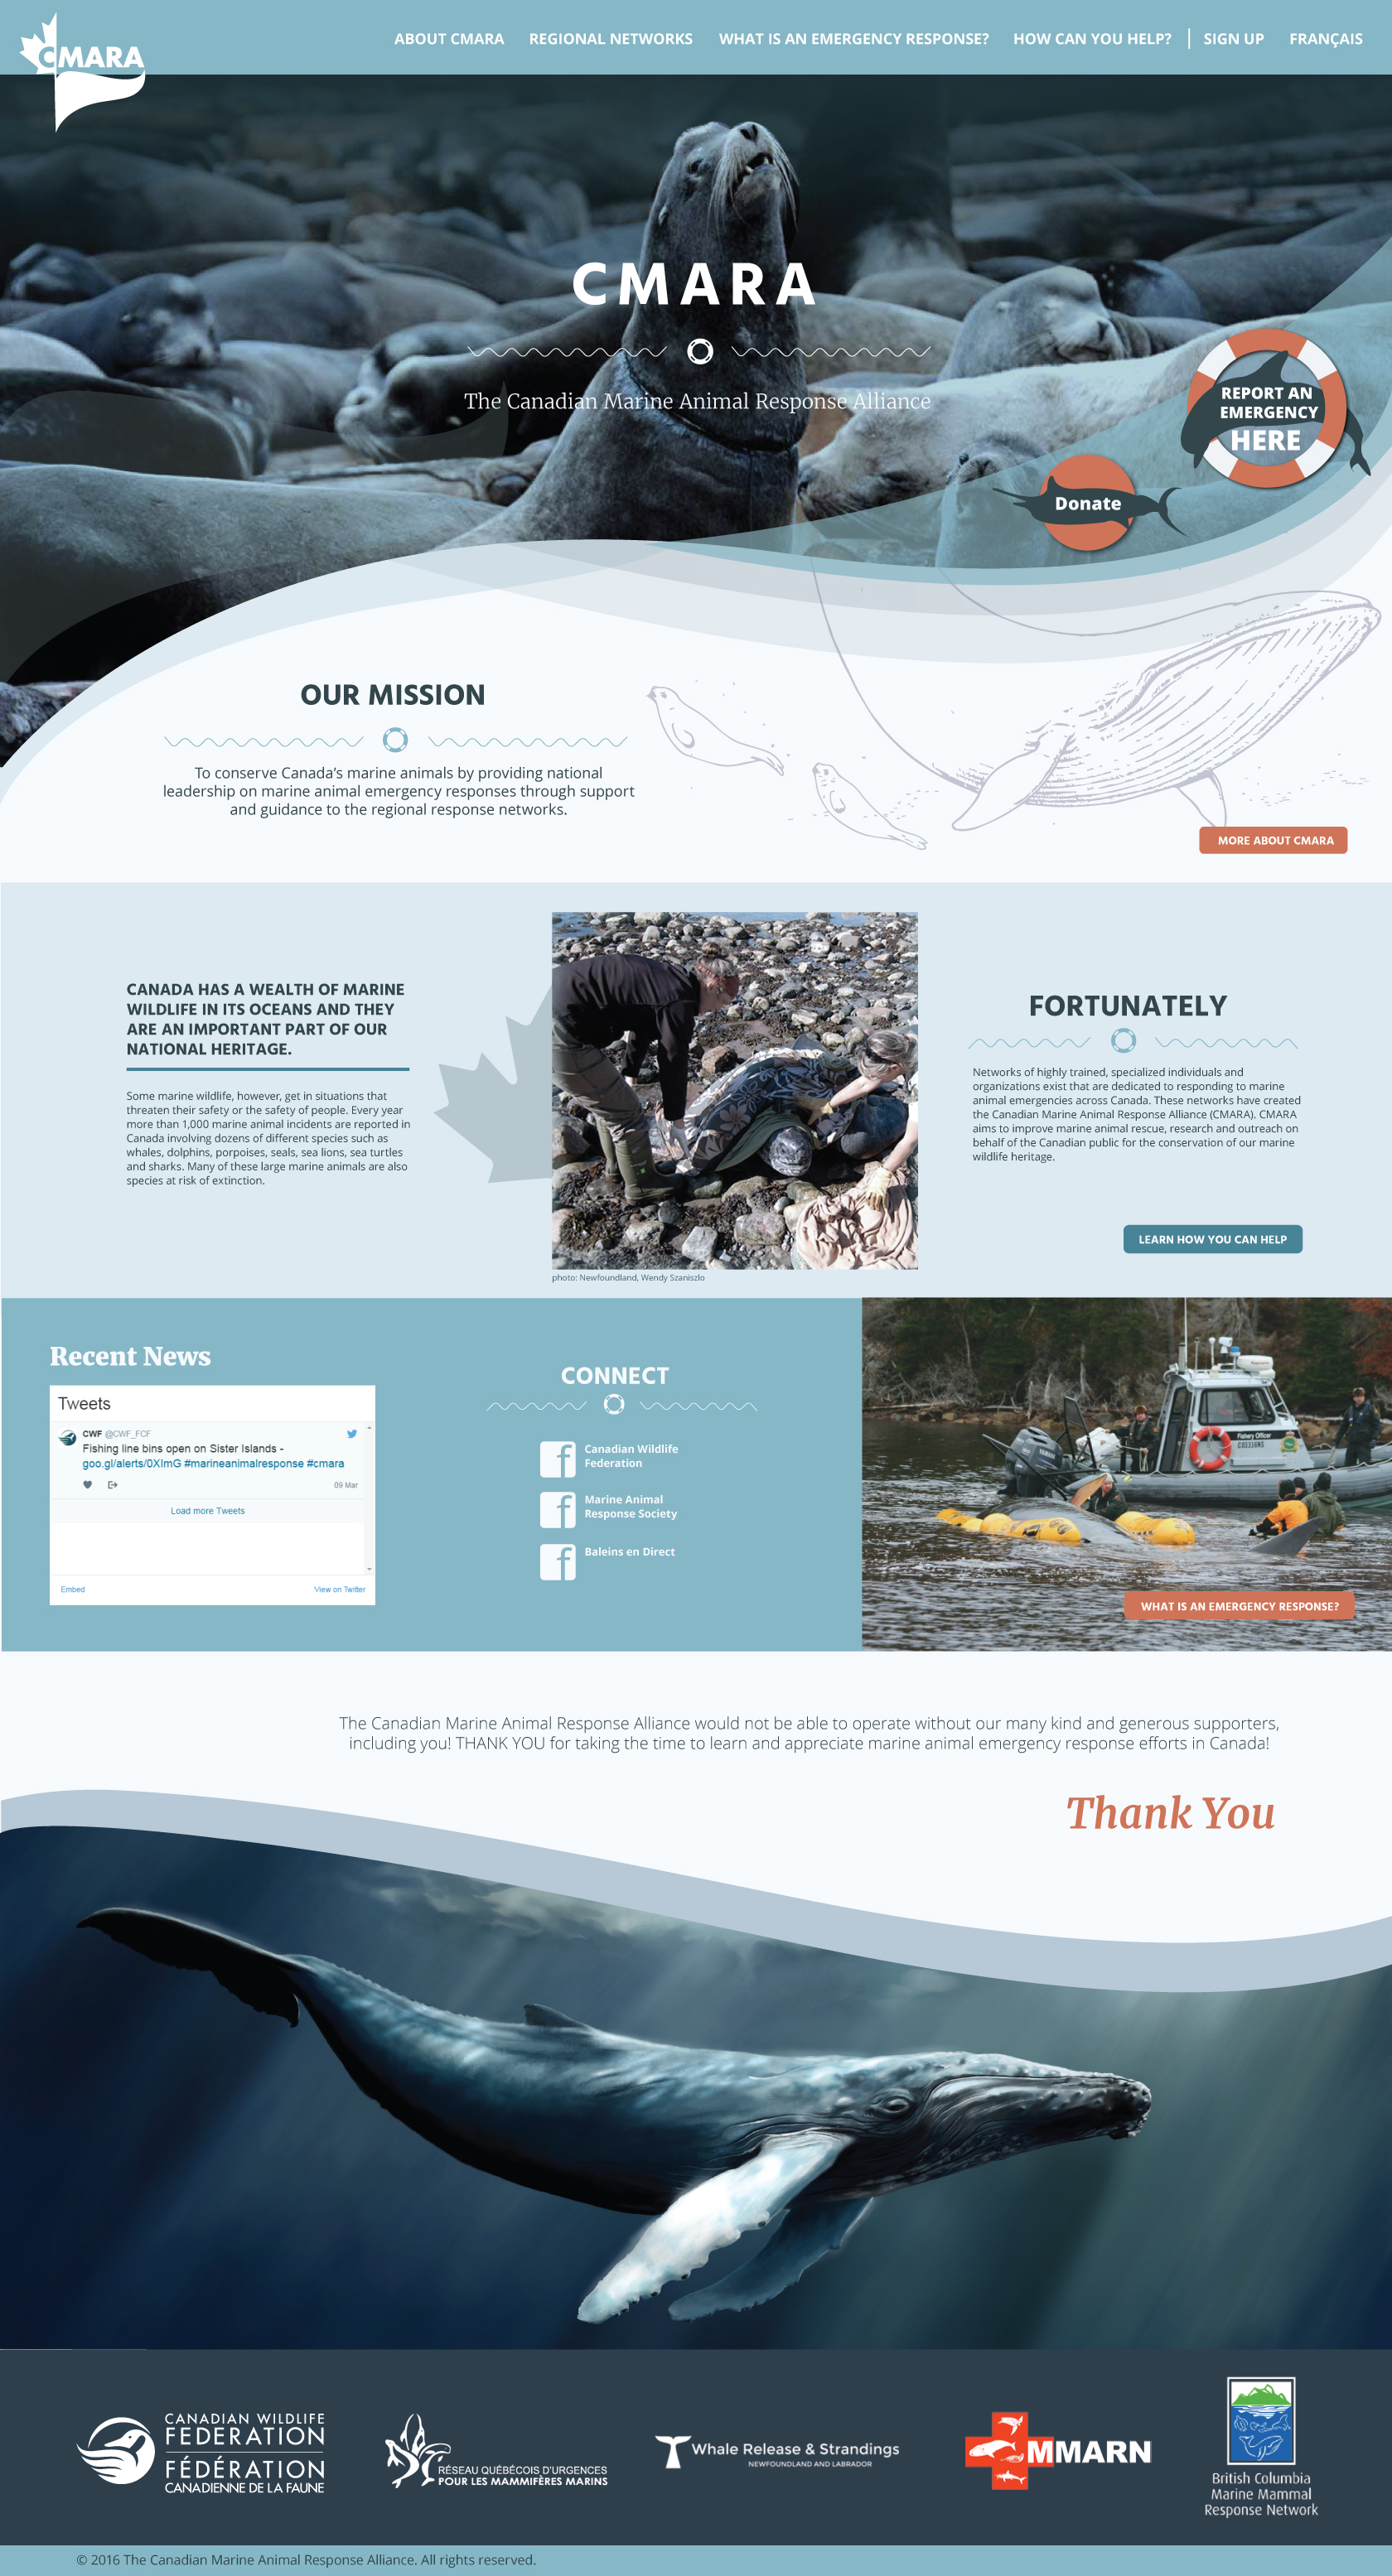 CMARA
ABOUT CMARA
REGIONAL NETWORKS
WHAT IS AN EMERGENCY RESPONSE?
HOW CAN YOU HELP?
SIGN UP
FRANÇAIS
CMARA
The Canadian Marine Animal Response Alliance
REPORT AN
EMERGENCY
HERE
Donate
OUR MISSION
To conserve Canada's marine animals by providing national
leadership on marine animal emergency responses through support
and guidance to the regional response networks.
MORE ABOUT CMARA
CANADA HAS A WEALTH OF MARINE
WILDLIFE IN ITS OCEANS AND THEY
ARE AN IMPORTANT PART OF OUR
NATIONAL HERITAGE.
Some marine wildlife, however, get in situations that
threaten their safety or the safety of people. Every year
more than 1,000 marine animal incidents are reported in
Canada involving dozens of different species such as
whales, dolphins, porpoises, seals, sea lions, sea turtles
and sharks. Many of these large marine animals are also
species at risk of extinction.
photo: Newfoundland, Wendy Szaniszlo
FORTUNATELY
Networks of highly trained, specialized individuals and
organizations exist that are dedicated to responding to marine
animal emergencies across Canada. These networks have created
the Canadian Marine Animal Response Alliance (CMARA). CMARA
aims to improve marine animal rescue, research and outreach on
behalf of the Canadian public for the conservation of our marine
wildlife heritage.
LEARN HOW YOU CAN HELP
Recent News
Tweets
CWF @CWF_FCF
Fishing line bins open on Sister Islands -
goo.gl/alerts/0XImG #marineanimalresponse #cmara
09 Mar
Load more Tweets
Embed
View on Twitter
CONNECT
Canadian Wildlife
Federation
Marine Animal
Response Society
Baleins en Direct
YAMAHA
Fishery Officer
WHAT IS AN EMERGENCY RESPONSE?
The Canadian Marine Animal Response Alliance would not be able to operate without our many kind and generous supporters,
including you! THANK YOU for taking the time to learn and appreciate marine animal emergency response efforts in Canada!
Thank You
CANADIAN WILDLIFE
FEDERATION
FÉDÉRATION
CANADIENNE DE LA FAUNE
RÉSEAU QUÉBÉCOIS D'URGENCES
POUR LES MAMMIFÈRES MARINS
Whale Release & Strandings
NEWFOUNDLAND AND LABRADOR
MMARN
British Columbia
Marine Mammal
Response Network
© 2016 The Canadian Marine Animal Response Alliance. All rights reserved.